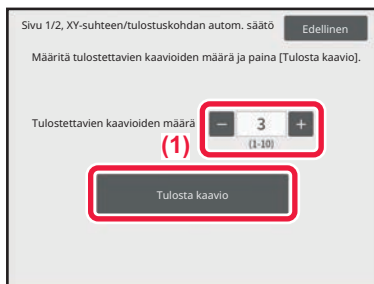 Sivu 1/2, XY-suhteen/tulostuskohdan autom. säätö
Edellinen
Määritä tulostettavien kaavioiden määrä ja paina [Tulosta kaavio].
Tulostettavien kaavioiden määrä
− 3 +
(1-10)
(1)
Tulosta kaavio